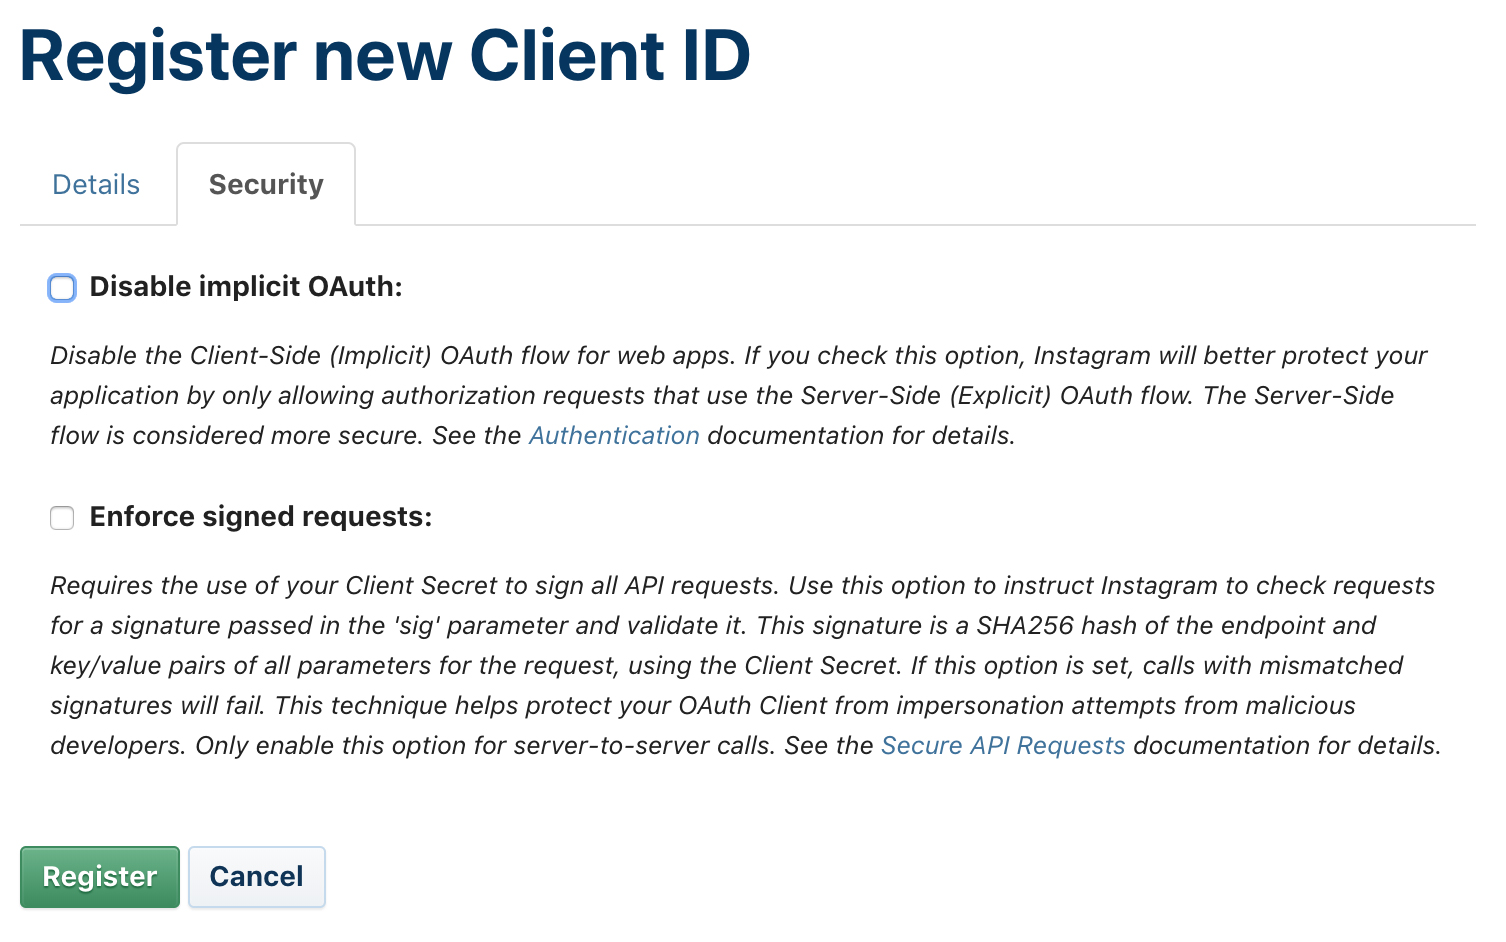 Register new Client ID
Details
Security
Disable implicit OAuth:
Disable the Client-Side (Implicit) OAuth flow for web apps. If you check this option, Instagram will better protect your
application by only allowing authorization requests that use the Server-Side (Explicit) OAuth flow. The Server-Side
flow is considered more secure. See the Authentication documentation for details.
Enforce signed requests:
Requires the use of your Client Secret to sign all API requests. Use this option to instruct Instagram to check requests
for a signature passed in the 'sig' parameter and validate it. This signature is a SHA256 hash of the endpoint and
key/value pairs of all parameters for the request, using the Client Secret. If this option is set, calls with mismatched
signatures will fail. This technique helps protect your OAuth Client from impersonation attempts from malicious
developers. Only enable this option for server-to-server calls. See the Secure API Requests documentation for details.
Register
Cancel